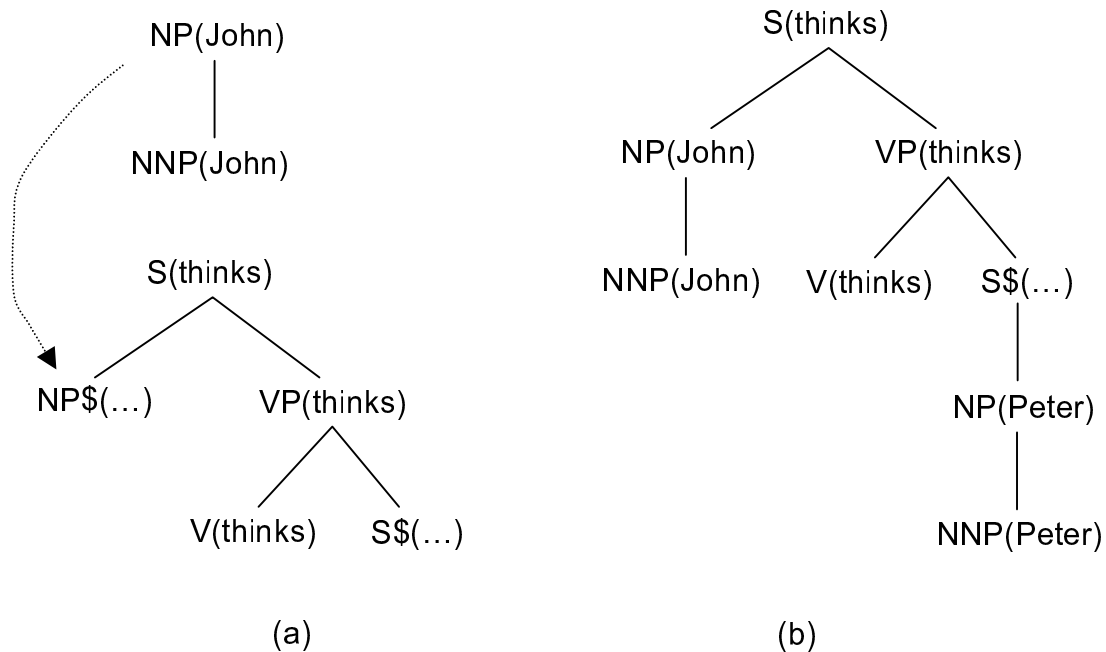 NP(John)
NNP(John)
S(thinks)
NP$(...)
VP(thinks)
V(thinks)
S$(...)
(a)
S(thinks)
NP(John)
VP(thinks)
NNP(John)
V(thinks)
S$(...)
NP(Peter)
NNP(Peter)
(b)